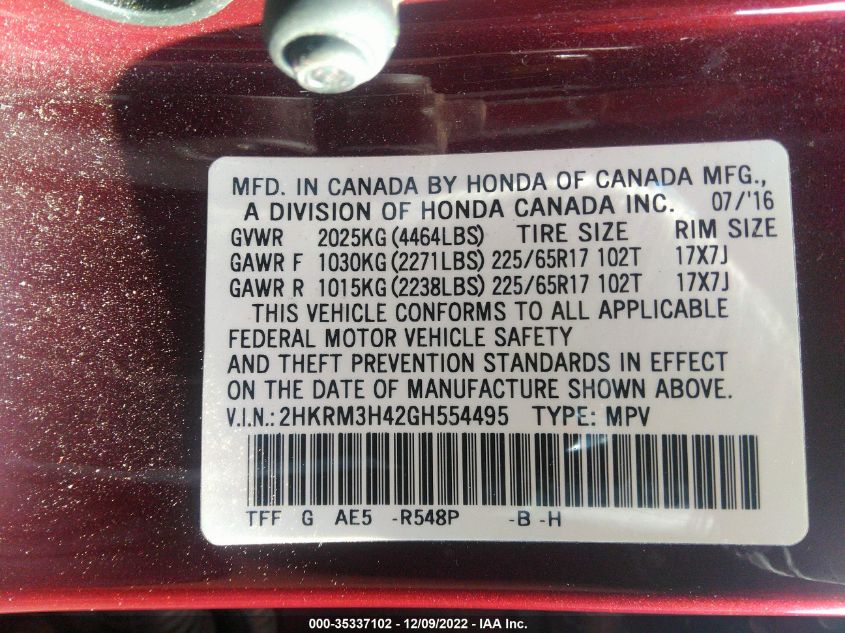 MFD. IN CANADA BY HONDA OF CANADA MFG.,
A DIVISION OF HONDA CANADA INC. 07/'16
GVWR 2025KG (4464LBS) TIRE SIZE RIM SIZE
GAWR F 1030KG (2271LBS) 225/65R17 102T 17X7J
GAWR R 1015KG (2238LBS) 225/65R17 102T 17X7J
THIS VEHICLE CONFORMS TO ALL APPLICABLE
FEDERAL MOTOR VEHICLE SAFETY
AND THEFT PREVENTION STANDARDS IN EFFECT
ON THE DATE OF MANUFACTURE SHOWN ABOVE.
V.I.N.: 2HKRM3H42GH554495 TYPE: MPV
TFF G AE5 -R548P -B -H
000-35337102 - 12/09/2022 - IAA Inc.